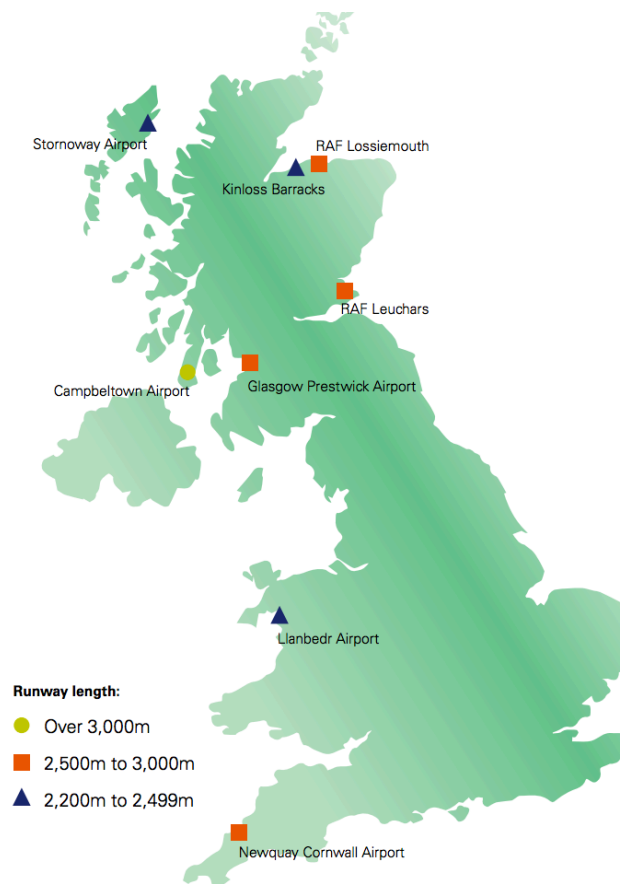 RAF Lossiemouth
Stornoway Airport
Kinloss Barracks
RAF Leuchars
Campbeltown Airport
Glasgow Prestwick Airport
Llanbedr Airport
Runway length:
Over 3,000m
2,500m to 3,000m
2,200m to 2,499m
Newquay Cornwall Airport